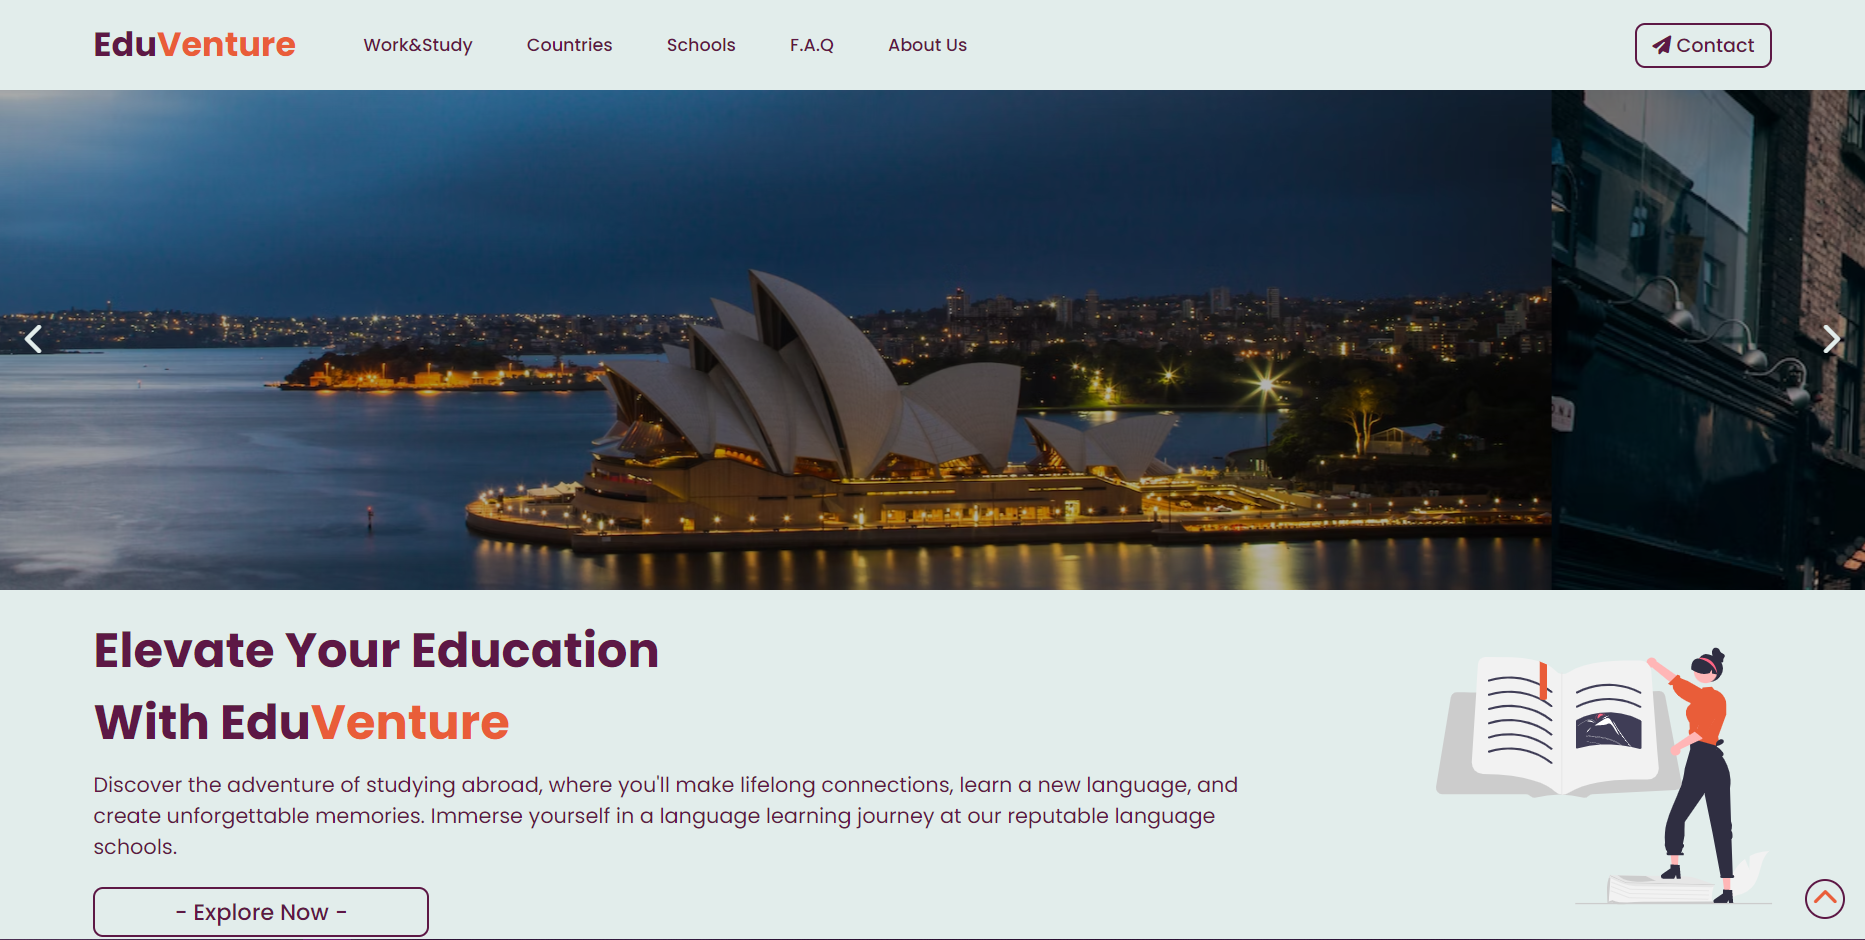 EduVenture
Work&Study
Countries
Schools
F.A.Q
About Us
Contact
Elevate Your Education
With EduVenture
Discover the adventure of studying abroad, where you'll make lifelong connections, learn a new language, and
create unforgettable memories. Immerse yourself in a language learning journey at our reputable language
schools.
- Explore Now -